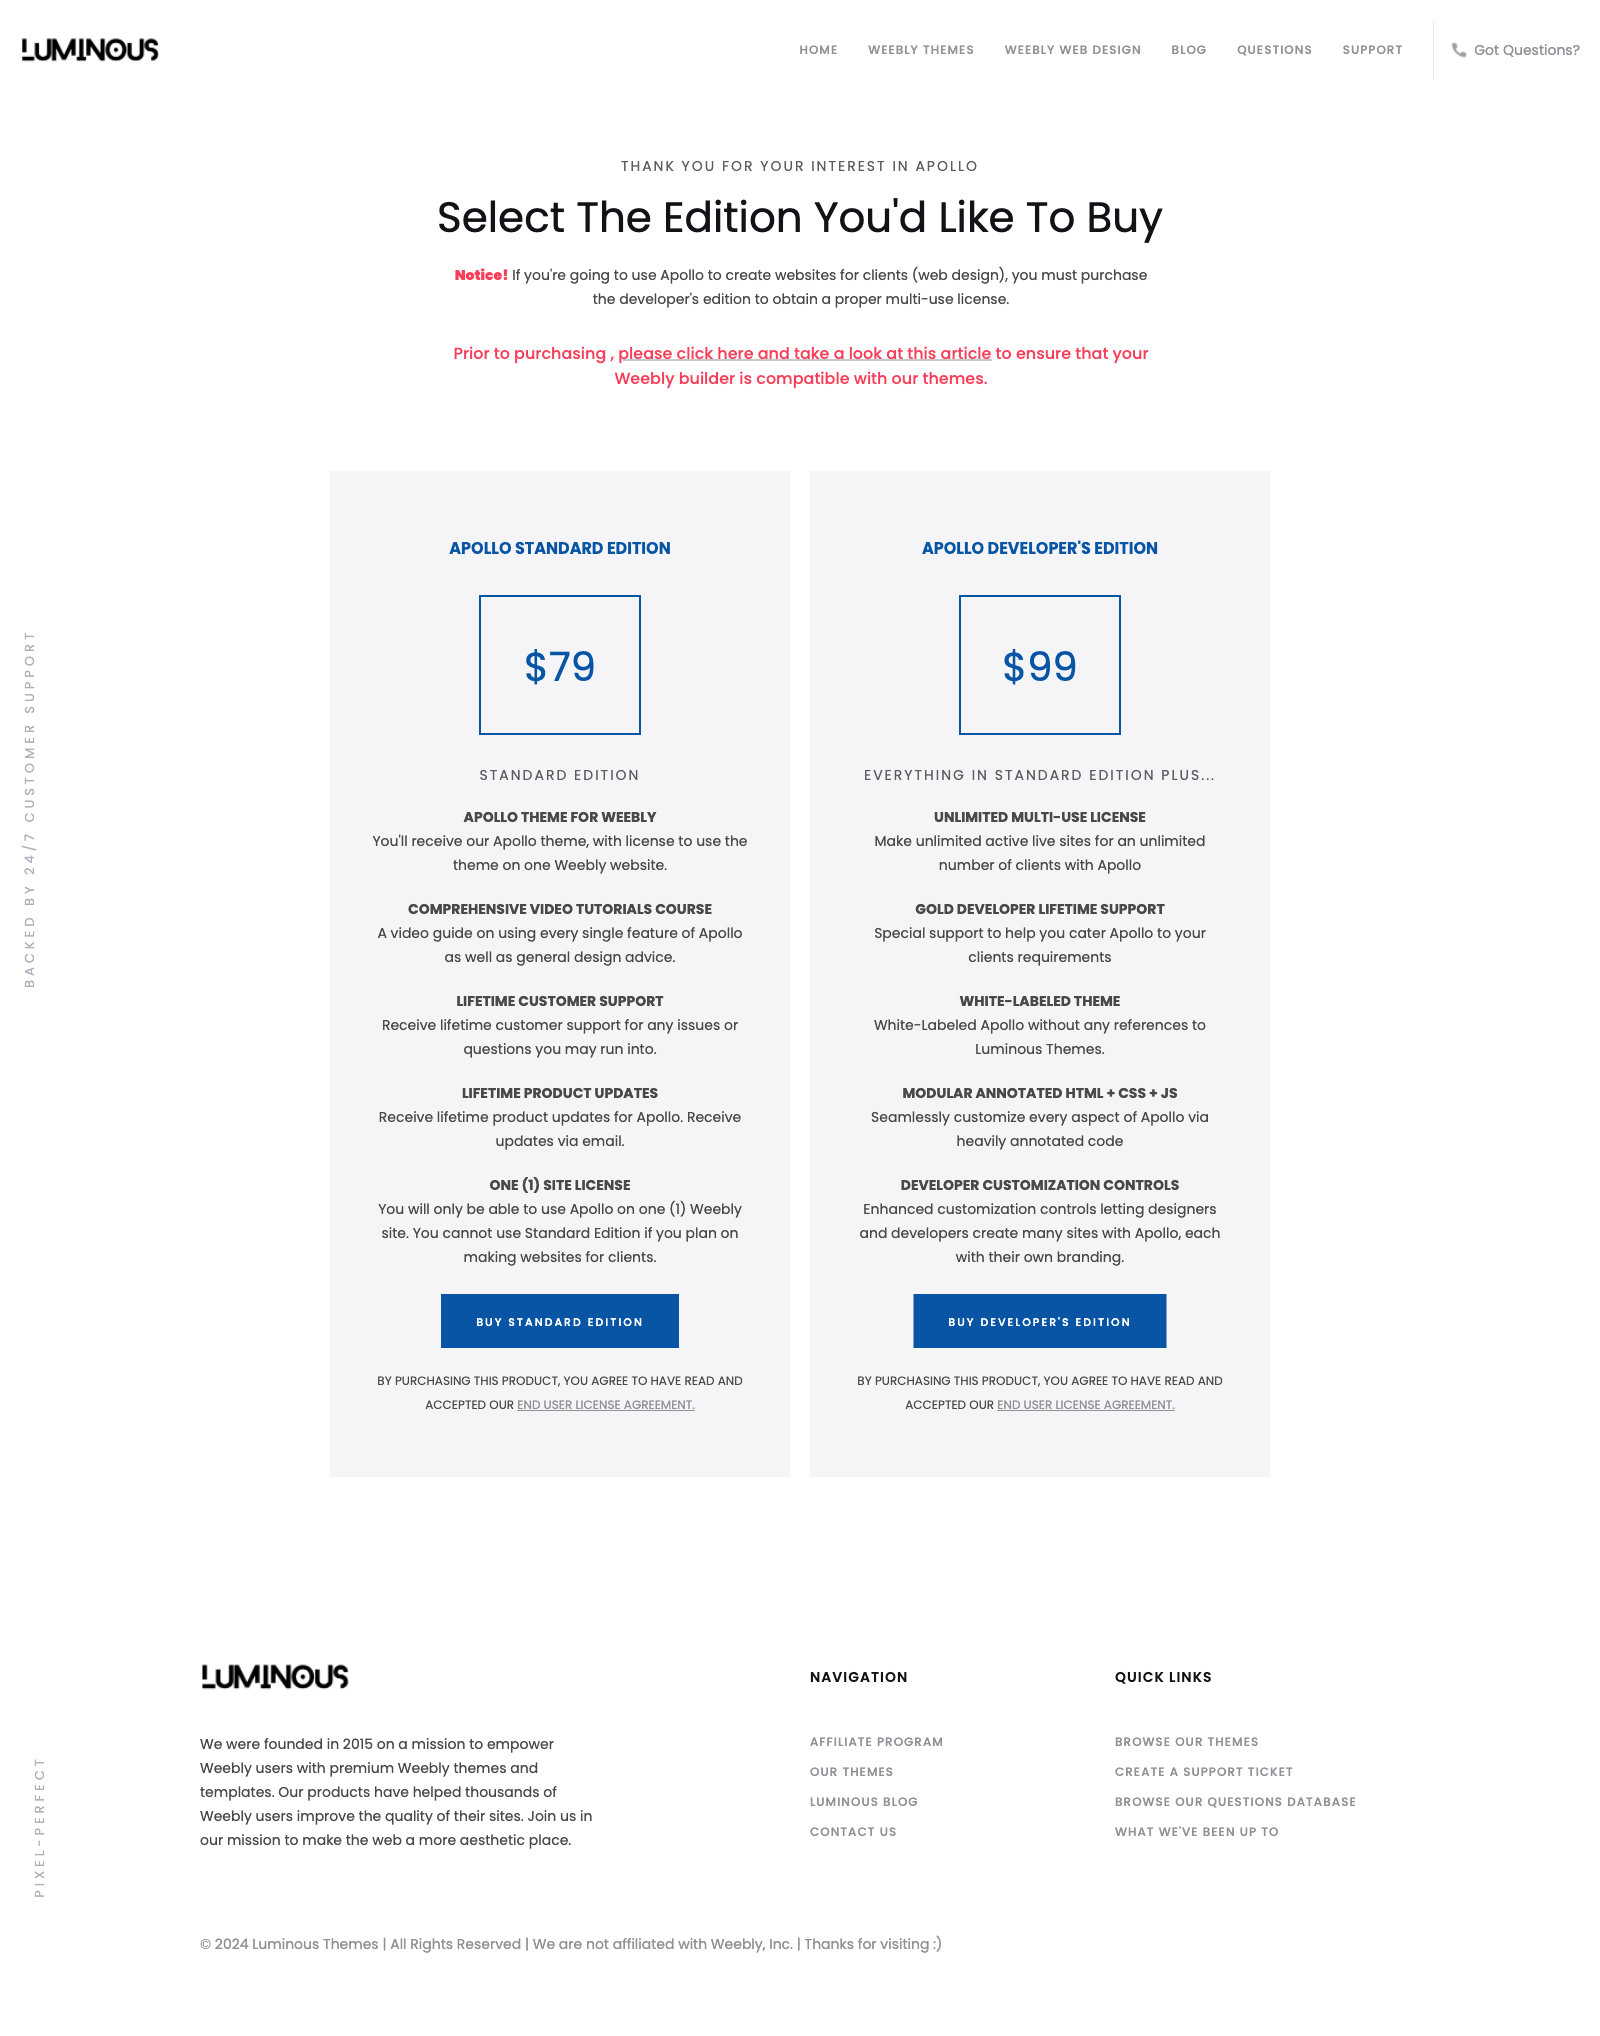 LUMINOUS
HOME WEEBLY THEMES WEEBLY WEB DESIGN BLOG QUESTIONS SUPPORT Got Questions?
THANK YOU FOR YOUR INTEREST IN APOLLO
Select The Edition You'd Like To Buy
Notice! If you're going to use Apollo to create websites for clients (web design), you must purchase
the developer's edition to obtain a proper multi-use license.
Prior to purchasing , please click here and take a look at this article to ensure that your
Weebly builder is compatible with our themes.
BACKED BY 24/7 CUSTOMER SUPPORT
APOLLO STANDARD EDITION
$79
STANDARD EDITION
APOLLO THEME FOR WEEBLY
You'll receive our Apollo theme, with license to use the
theme on one Weebly website.
COMPREHENSIVE VIDEO TUTORIALS COURSE
A video guide on using every single feature of Apollo
as well as general design advice.
LIFETIME CUSTOMER SUPPORT
Receive lifetime customer support for any issues or
questions you may run into.
LIFETIME PRODUCT UPDATES
Receive lifetime product updates for Apollo. Receive
updates via email.
ONE (1) SITE LICENSE
You will only be able to use Apollo on one (1) Weebly
site. You cannot use Standard Edition if you plan on
making websites for clients.
BUY STANDARD EDITION
BY PURCHASING THIS PRODUCT, YOU AGREE TO HAVE READ AND
ACCEPTED OUR END USER LICENSE AGREEMENT.
APOLLO DEVELOPER'S EDITION
$99
EVERYTHING IN STANDARD EDITION PLUS...
UNLIMITED MULTI-USE LICENSE
Make unlimited active live sites for an unlimited
number of clients with Apollo
GOLD DEVELOPER LIFETIME SUPPORT
Special support to help you cater Apollo to your
clients requirements
WHITE-LABELED THEME
White-Labeled Apollo without any references to
Luminous Themes.
MODULAR ANNOTATED HTML + CSS + JS
Seamlessly customize every aspect of Apollo via
heavily annotated code
DEVELOPER CUSTOMIZATION CONTROLS
Enhanced customization controls letting designers
and developers create many sites with Apollo, each
with their own branding.
BUY DEVELOPER'S EDITION
BY PURCHASING THIS PRODUCT, YOU AGREE TO HAVE READ AND
ACCEPTED OUR END USER LICENSE AGREEMENT.
LUMINOUS
We were founded in 2015 on a mission to empower
Weebly users with premium Weebly themes and
templates. Our products have helped thousands of
Weebly users improve the quality of their sites. Join us in
our mission to make the web a more aesthetic place.
NAVIGATION
AFFILIATE PROGRAM
OUR THEMES
LUMINOUS BLOG
CONTACT US
QUICK LINKS
BROWSE OUR THEMES
CREATE A SUPPORT TICKET
BROWSE OUR QUESTIONS DATABASE
WHAT WE'VE BEEN UP TO
PIXEL-PERFECT
© 2024 Luminous Themes | All Rights Reserved | We are not affiliated with Weebly, Inc. | Thanks for visiting :)